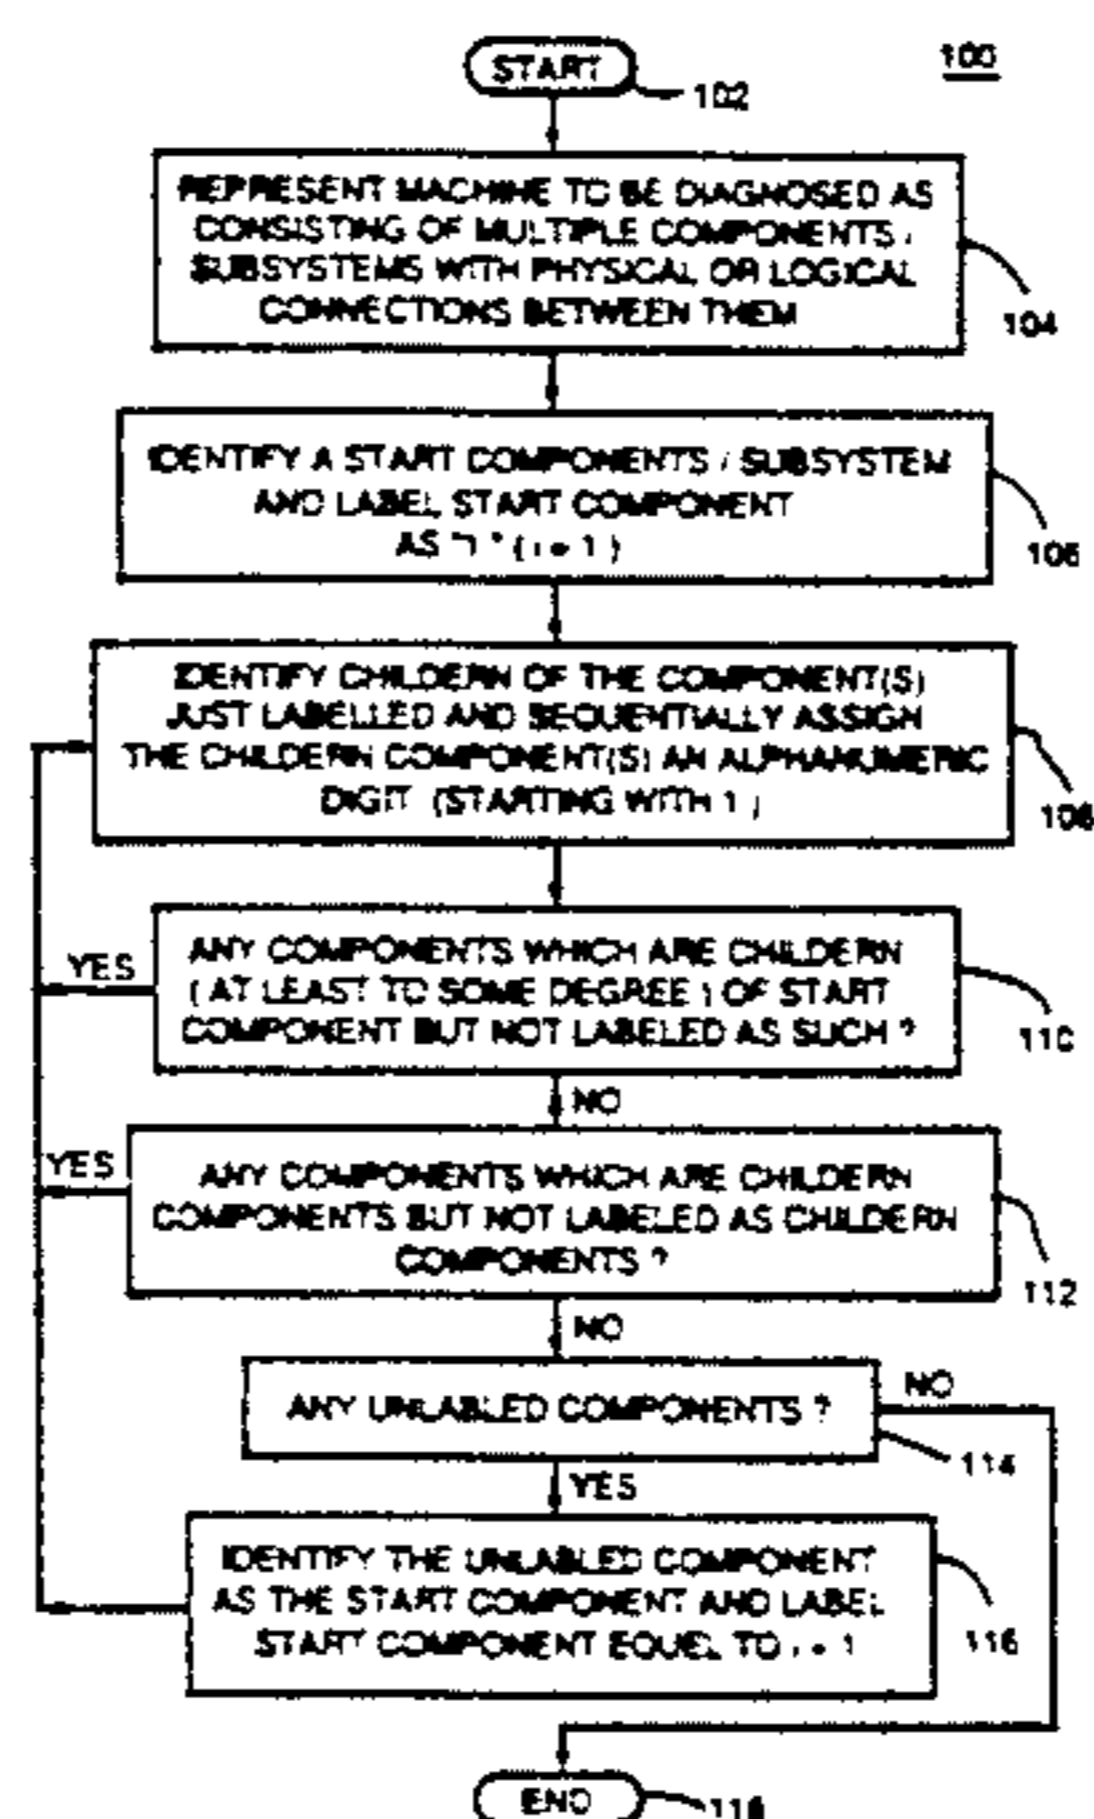 START
100
102
REPRESENT MACHINE TO BE DIAGNOSED AS
CONSISTING OF MULTIPLE COMPONENTS /
SUBSYSTEMS WITH PHYSICAL OR LOGICAL
CONNECTIONS BETWEEN THEM
104
IDENTIFY A START COMPONENTS / SUBSYSTEM
AND LABEL START COMPONENT
AS
106
IDENTIFY CHILDERN OF THE COMPONENT(S)
JUST LABELLED AND SEQUENTIALLY ASSIGN
THE CHILDERN COMPONENT(S) AN ALPHANUMERIC
DIGIT (STARTING WITH 1)
108
ANY COMPONENTS WHICH ARE CHILDERN
(AT LEAST TO SOME DEGREE) OF START
COMPONENT BUT NOT LABELED AS SUCH ?
YES
110
NO
ANY COMPONENTS WHICH ARE CHILDERN
COMPONENTS BUT NOT LABELED AS CHILDERN
COMPONENTS ?
YES
112
NO
ANY UNLABLED COMPONENTS ?
NO
114
YES
IDENTIFY THE UNLABLED COMPONENT
AS THE START COMPONENT AND LABEL
START COMPONENT EQUEL TO
116
END
118